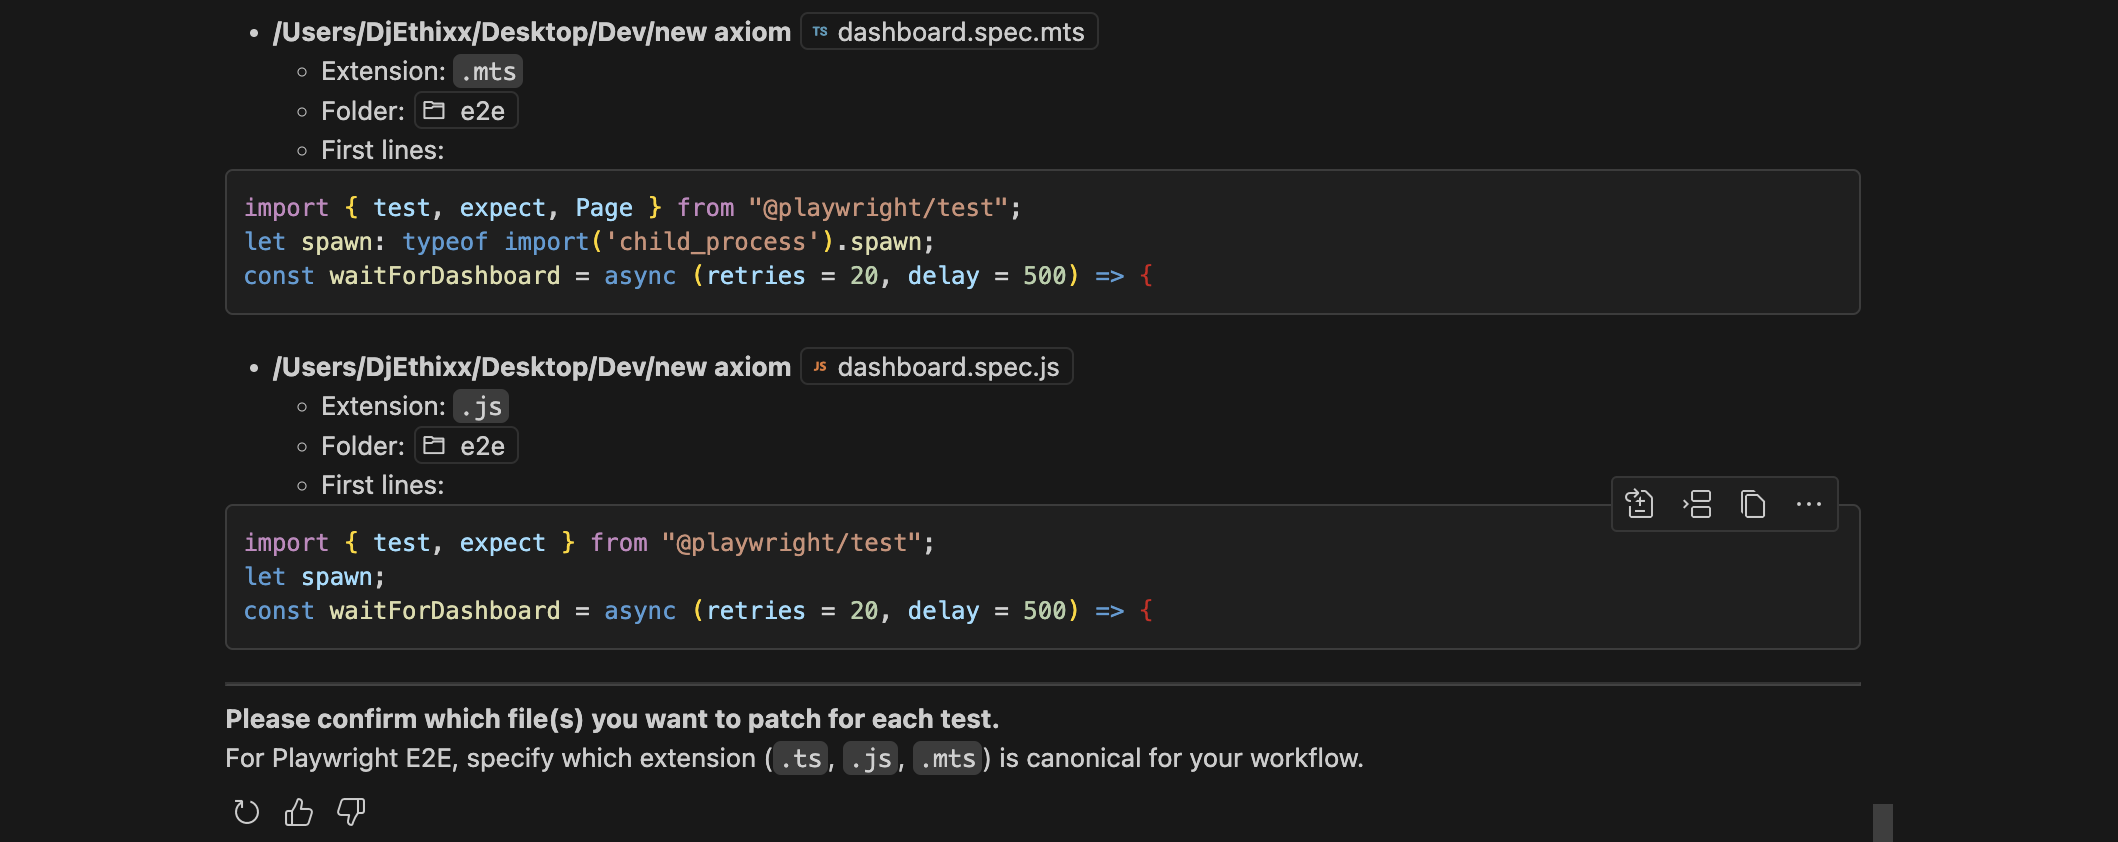 /Users/DjEthixx/Desktop/Dev/new axiom TS dashboard.spec.mts
Extension: .mts
Folder: e2e
First lines:
import { test, expect, Page } from "@playwright/test";
let spawn: typeof import('child_process').spawn;
const waitForDashboard = async (retries = 20, delay = 500) => {
/Users/DjEthixx/Desktop/Dev/new axiom JS dashboard.spec.js
Extension: .js
Folder: e2e
First lines:
import { test, expect } from "@playwright/test";
let spawn;
const waitForDashboard = async (retries = 20, delay = 500) => {
Please confirm which file(s) you want to patch for each test.
For Playwright E2E, specify which extension (.ts, .js, .mts) is canonical for your workflow.